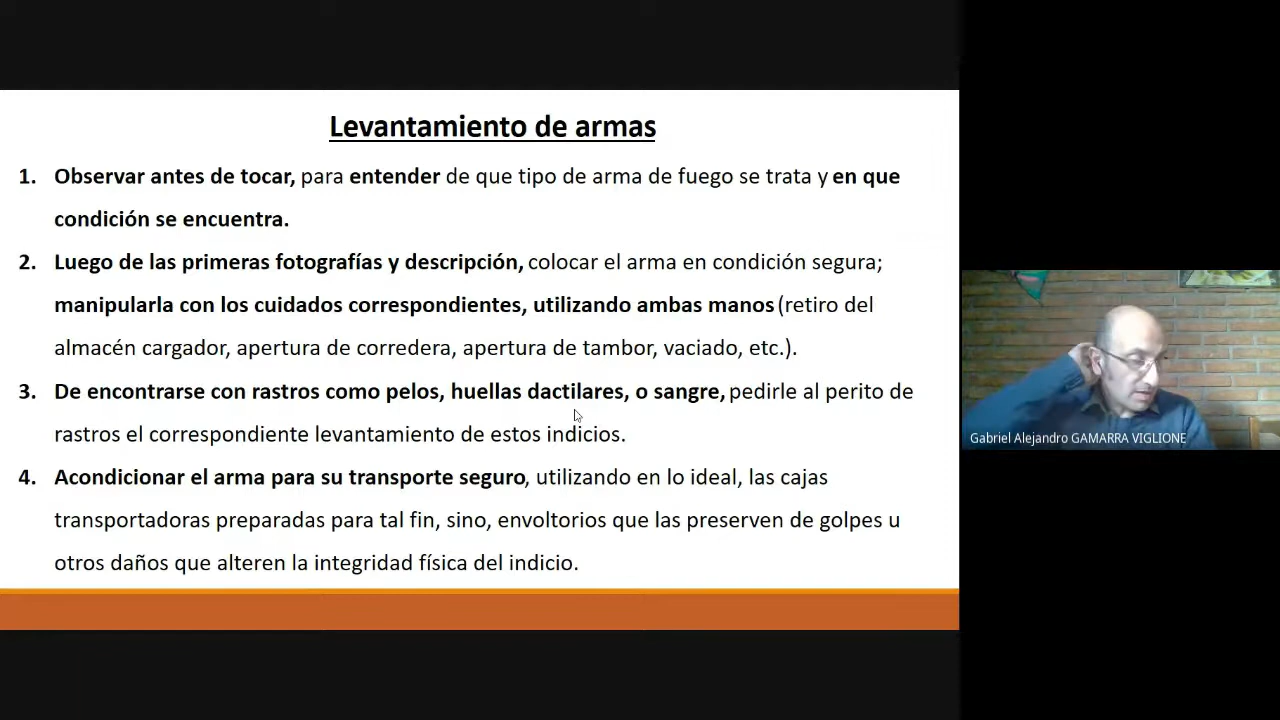 Levantamiento de armas
1. Observar antes de tocar, para entender de que tipo de arma de fuego se trata y en que
condición se encuentra.
2. Luego de las primeras fotografías y descripción, colocar el arma en condición segura;
manipularla con los cuidados correspondientes, utilizando ambas manos (retiro del
almacén cargador, apertura de corredera, apertura de tambor, vaciado, etc.).
3. De encontrarse con rastros como pelos, huellas dactilares, o sangre, pedirle al perito de
rastros el correspondiente levantamiento de estos indicios.
4. Acondicionar el arma para su transporte seguro, utilizando en lo ideal, las cajas
transportadoras preparadas para tal fin, sino, envoltorios que las preserven de golpes u
otros daños que alteren la integridad física del indicio.
Gabriel Alejandro GAMARRA VIGLIONE